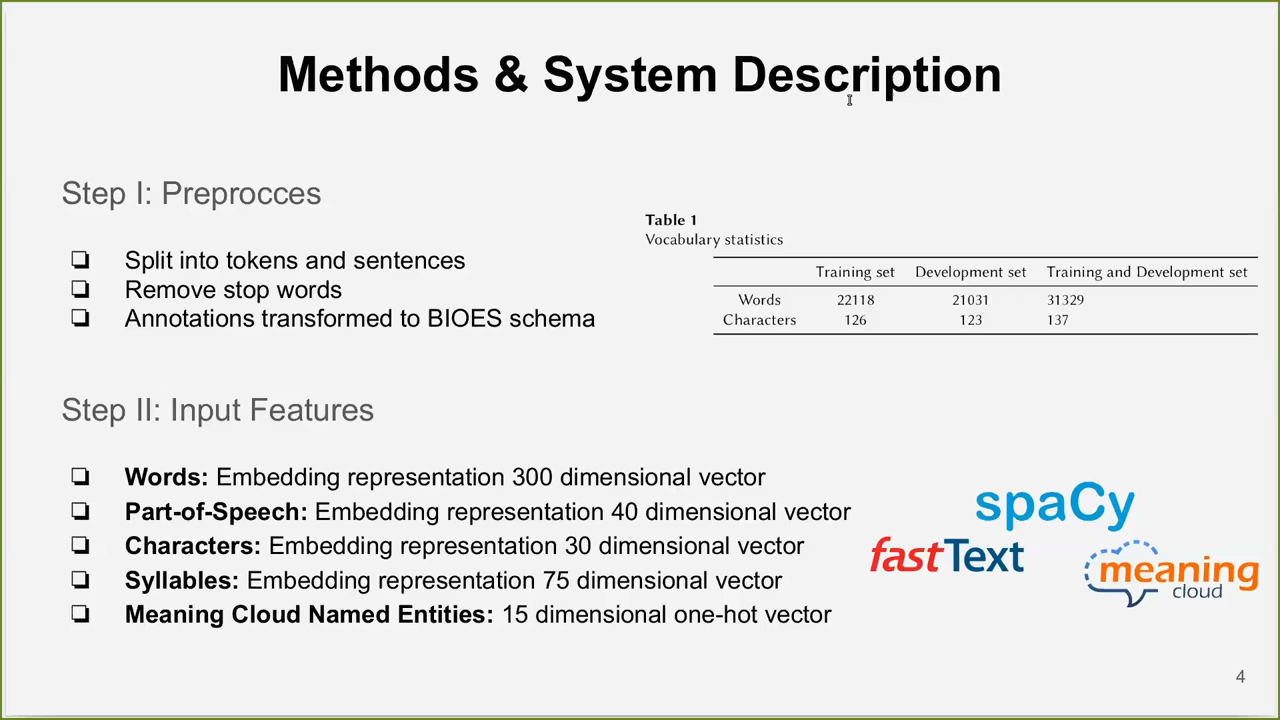 Methods & System Description
Step I: Preprocces
❏ Split into tokens and sentences
❏ Remove stop words
❏ Annotations transformed to BIOES schema
Table 1
Vocabulary statistics
Training set Development set Training and Development set
Words 22118 21031 31329
Characters 126 123 137
Step II: Input Features
❏ Words: Embedding representation 300 dimensional vector
❏ Part-of-Speech: Embedding representation 40 dimensional vector
❏ Characters: Embedding representation 30 dimensional vector
❏ Syllables: Embedding representation 75 dimensional vector
❏ Meaning Cloud Named Entities: 15 dimensional one-hot vector
spaCy
fastText
meaning
cloud
4